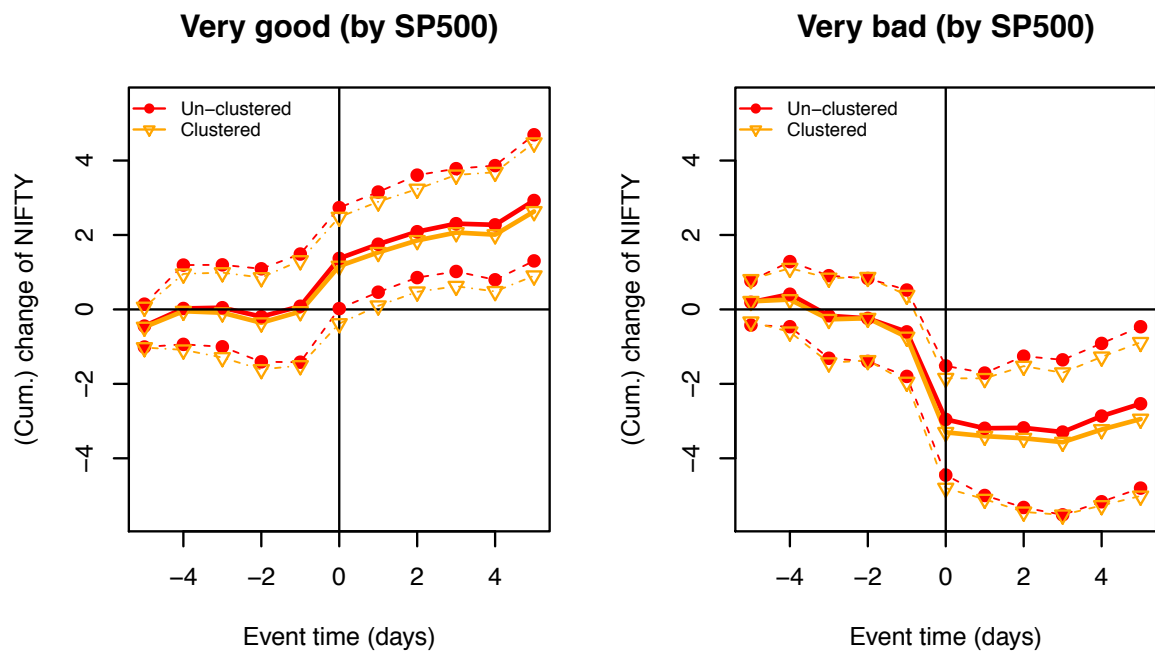 Very good (by SP500)
Un−clustered
Clustered
(Cum.) change of NIFTY
4
2
0
−2
−4
−4 −2 0 2 4
Event time (days)
Very bad (by SP500)
Un−clustered
Clustered
(Cum.) change of NIFTY
4
2
0
−2
−4
−4 −2 0 2 4
Event time (days)